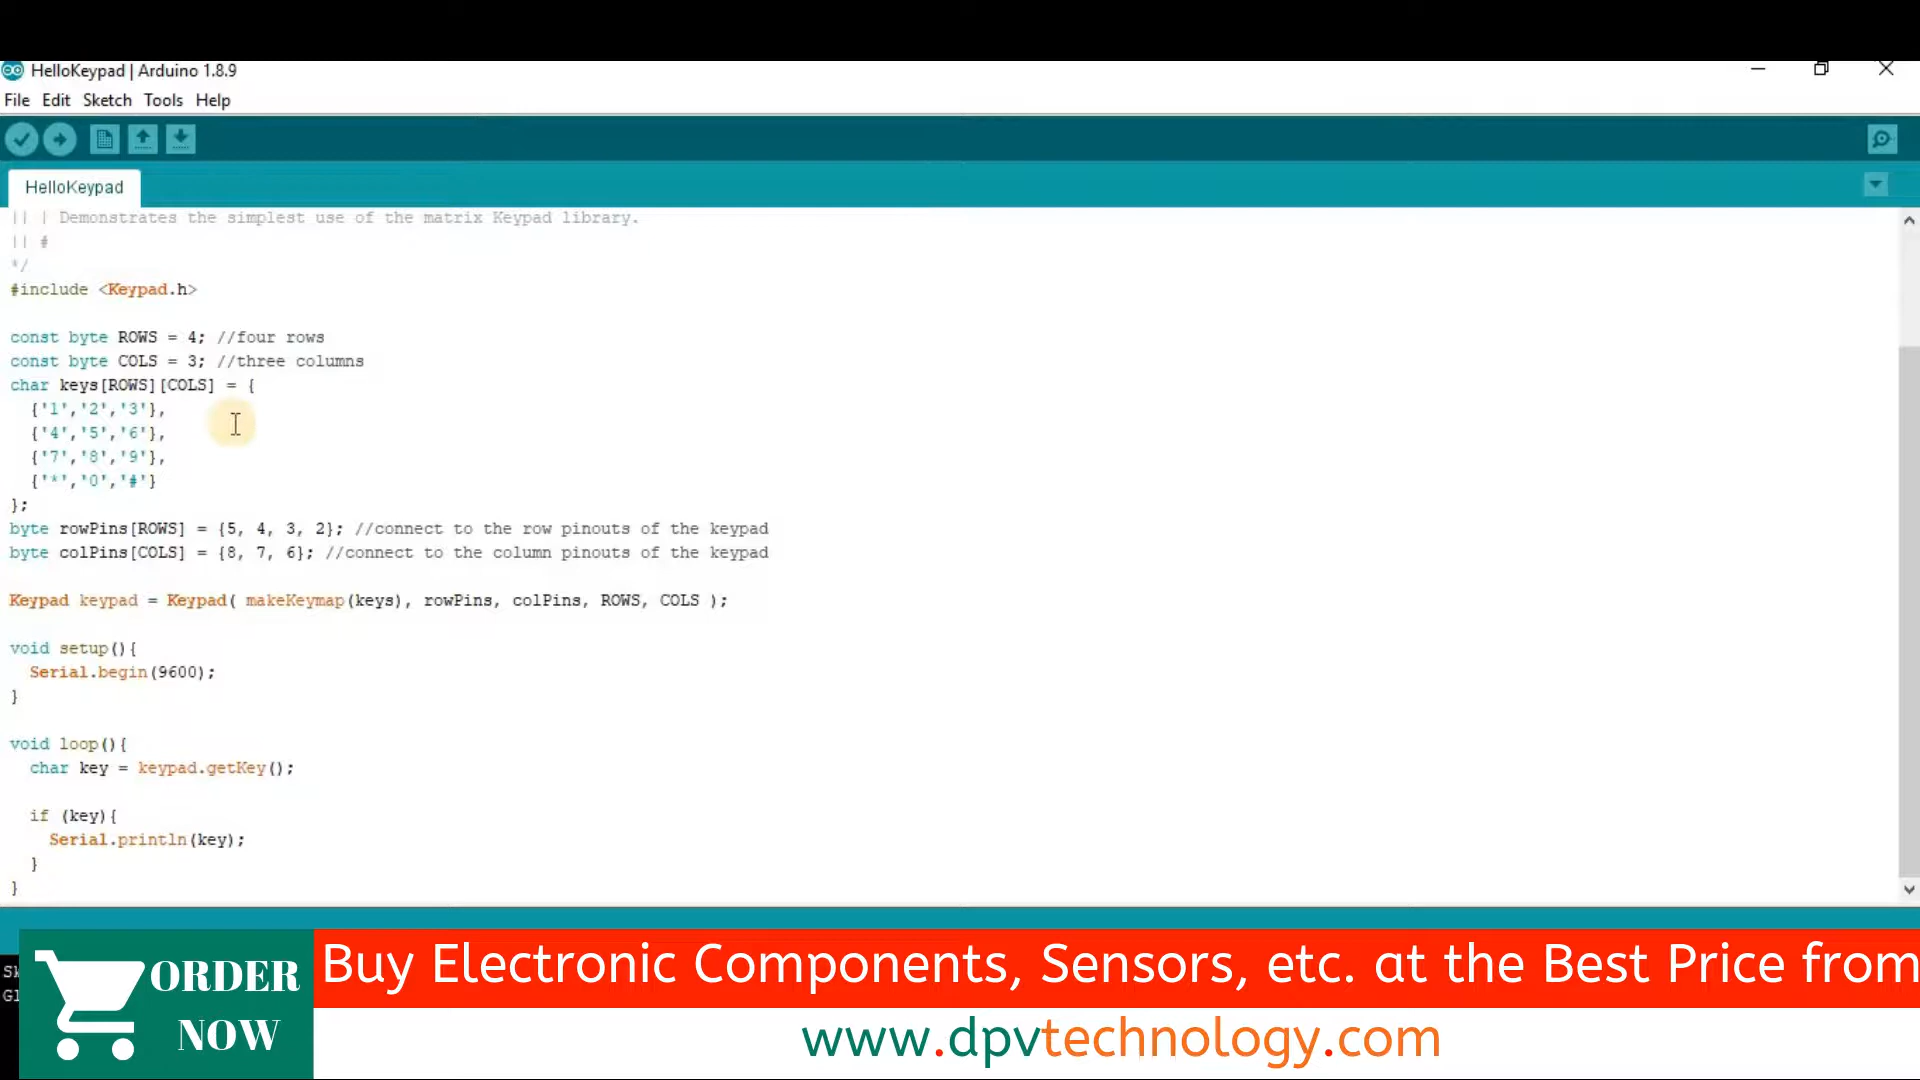 HelloKeypad | Arduino 1.8.9
File Edit Sketch Tools Help
HelloKeypad
|| | Demonstrates the simplest use of the matrix Keypad library.
|| #
*/
#include <Keypad.h>
const byte ROWS = 4; //four rows
const byte COLS = 3; //three columns
char keys[ROWS][COLS] = {
{'1','2','3'},
{'4','5','6'},
{'7','8','9'},
{'*','0','#'}
};
byte rowPins[ROWS] = {5, 4, 3, 2}; //connect to the row pinouts of the keypad
byte colPins[COLS] = {8, 7, 6}; //connect to the column pinouts of the keypad
Keypad keypad = Keypad( makeKeymap(keys), rowPins, colPins, ROWS, COLS );
void setup(){
Serial.begin(9600);
}
void loop(){
char key = keypad.getKey();
if (key){
Serial.println(key);
}
}
ORDER NOW
Buy Electronic Components, Sensors, etc. at the Best Price from
www.dpvtechnology.com